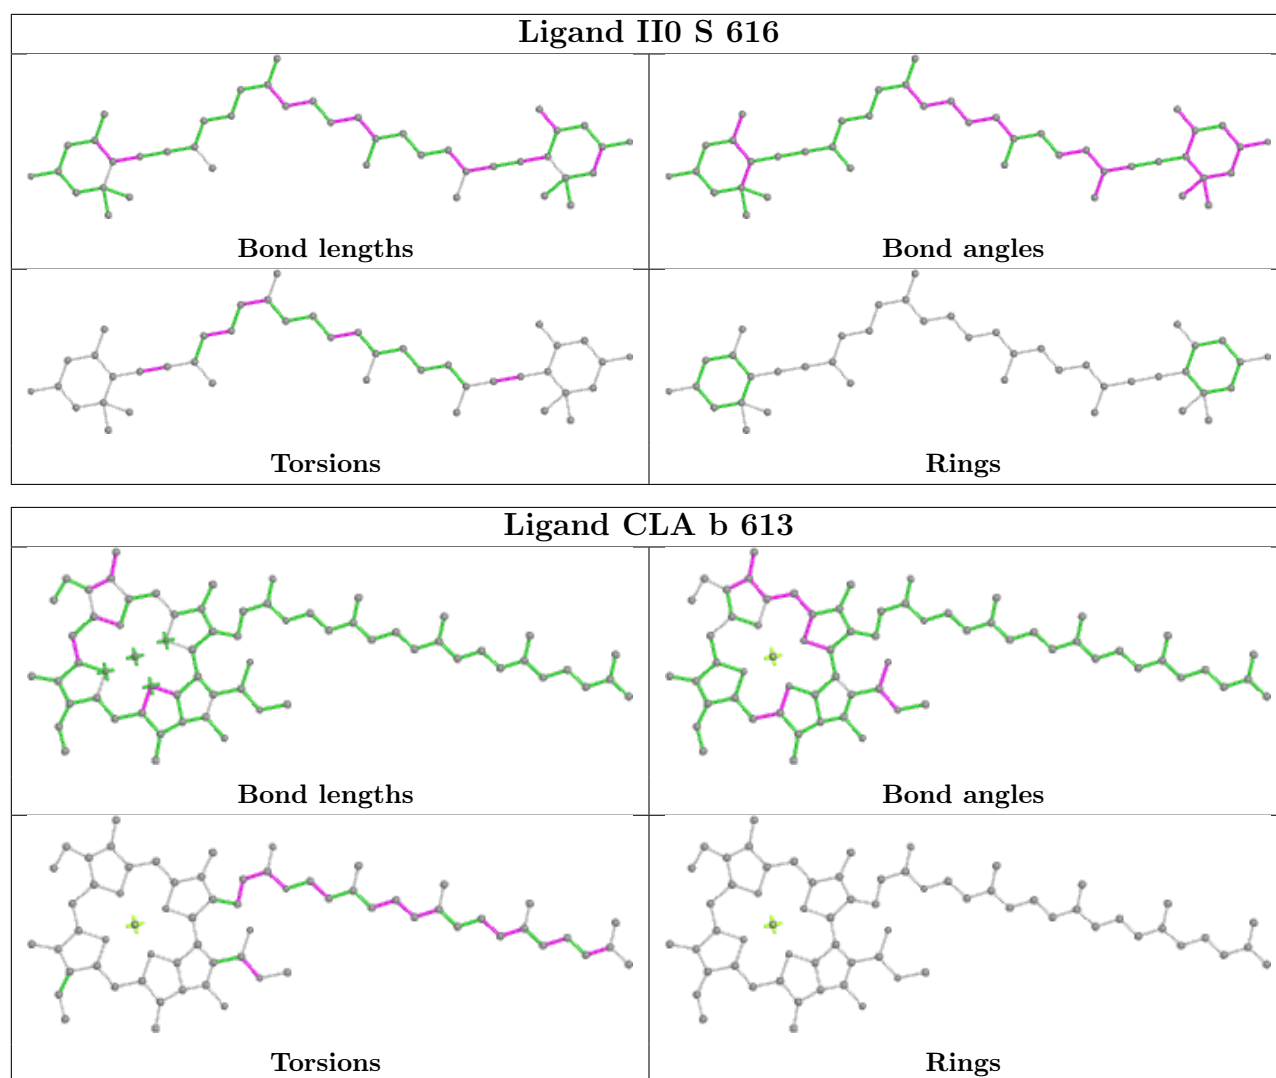 Ligand II0 S 616
Bond lengths
Bond angles
Torsions
Rings
Ligand CLA b 613
Bond lengths
Bond angles
Torsions
Rings